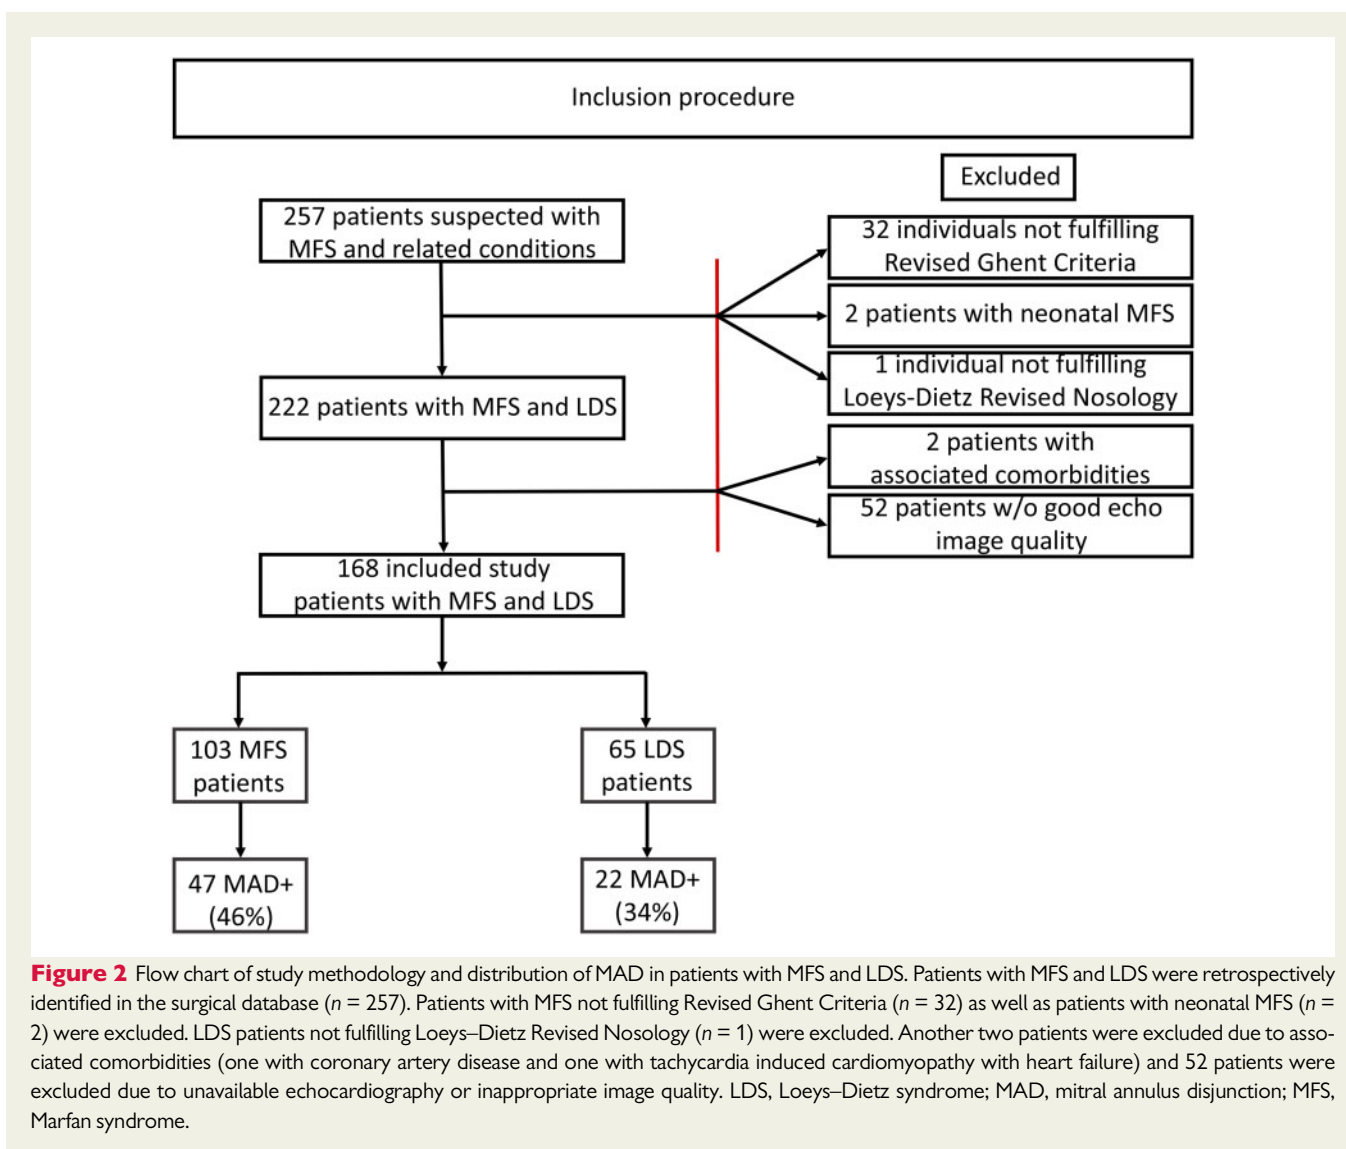 Inclusion procedure
Excluded
257 patients suspected with
MFS and related conditions
32 individuals not fulfilling
Revised Ghent Criteria
2 patients with neonatal MFS
1 individual not fulfilling
Loeys-Dietz Revised Nosology
222 patients with MFS and LDS
2 patients with
associated comorbidities
52 patients w/o good echo
image quality
168 included study
patients with MFS and LDS
103 MFS
patients
65 LDS
patients
47 MAD+
(46%)
22 MAD+
(34%)
Figure 2 Flow chart of study methodology and distribution of MAD in patients with MFS and LDS. Patients with MFS and LDS were retrospectively
identified in the surgical database (n = 257). Patients with MFS not fulfilling Revised Ghent Criteria (n = 32) as well as patients with neonatal MFS (n =
2) were excluded. LDS patients not fulfilling Loeys–Dietz Revised Nosology (n = 1) were excluded. Another two patients were excluded due to asso-
ciated comorbidities (one with coronary artery disease and one with tachycardia induced cardiomyopathy with heart failure) and 52 patients were
excluded due to unavailable echocardiography or inappropriate image quality. LDS, Loeys–Dietz syndrome; MAD, mitral annulus disjunction; MFS,
Marfan syndrome.